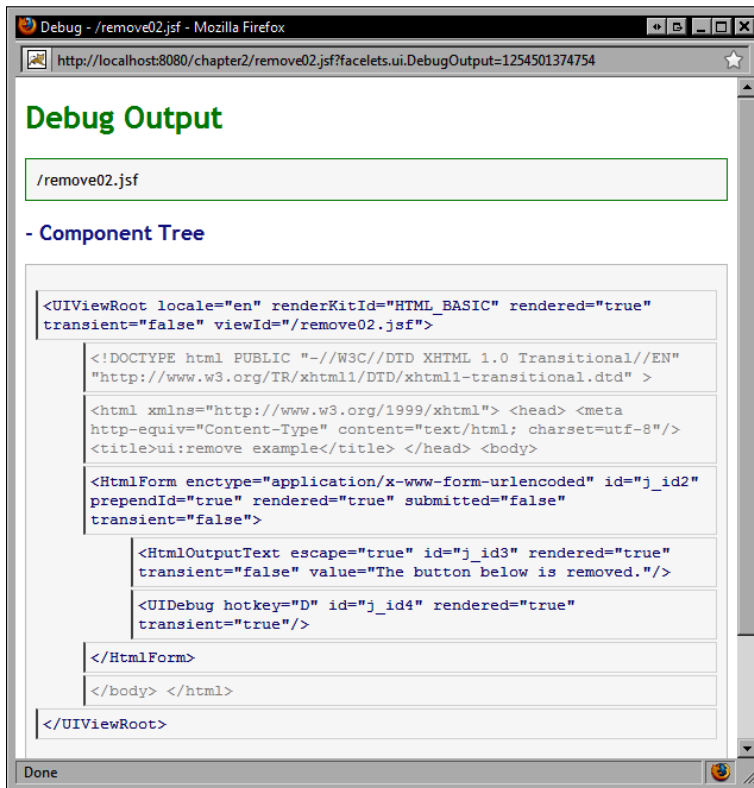 Debug - /remove02.jsf - Mozilla Firefox
http://localhost:8080/chapter2/remove02.jsf?facelets.ui.DebugOutput=1254501374754
Debug Output
/remove02.jsf
- Component Tree
<UIViewRoot locale="en" renderKitId="HTML_BASIC" rendered="true"
transient="false" viewId="/remove02.jsf">
<!DOCTYPE html PUBLIC "-//W3C//DTD XHTML 1.0 Transitional//EN"
"http://www.w3.org/TR/xhtml1/DTD/xhtml1-transitional.dtd" >
<html xmlns="http://www.w3.org/1999/xhtml"> <head> <meta
http-equiv="Content-Type" content="text/html; charset=utf-8"/>
<title>ui:remove example</title> </head> <body>
<HtmlForm enctype="application/x-www-form-urlencoded" id="j_id2"
prependId="true" rendered="true" submitted="false"
transient="false">
<HtmlOutputText escape="true" id="j_id3" rendered="true"
transient="false" value="The button below is removed."/>
<UIDebug hotkey="D" id="j_id4" rendered="true"
transient="true"/>
</HtmlForm>
</body> </html>
</UIViewRoot>
Done